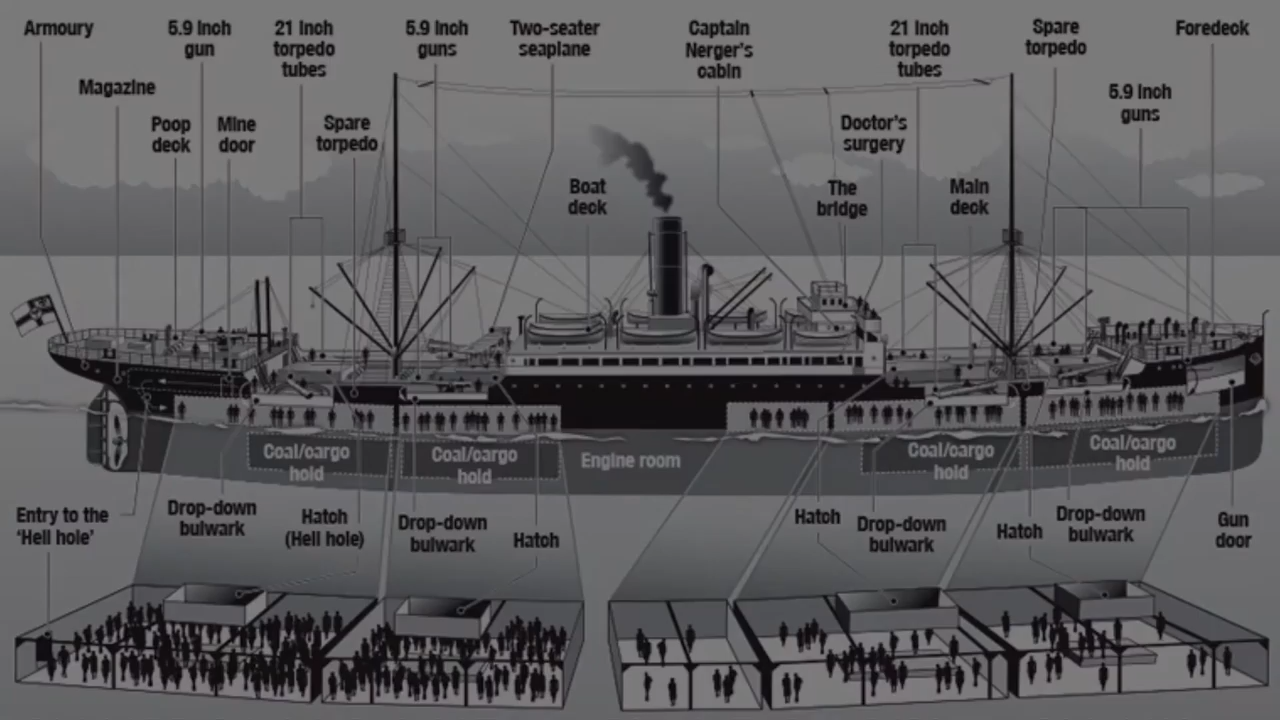 Armoury
5.9 inch
gun
21 inch
torpedo
tubes
5.9 inch
guns
Two-seater
seaplane
Captain
Nerger's
cabin
21 inch
torpedo
tubes
Spare
torpedo
Foredeck
Magazine
5.9 inch
guns
Poop
deck
Mine
door
Spare
torpedo
Doctor's
surgery
Boat
deck
The
bridge
Main
deck
Coal/cargo
hold
Coal/cargo
hold
Engine room
Coal/cargo
hold
Coal/cargo
hold
Entry to the
'Hell hole'
Drop-down
bulwark
Hatch
(Hell hole)
Drop-down
bulwark
Hatch
Hatch
Drop-down
bulwark
Hatch
Drop-down
bulwark
Gun
door